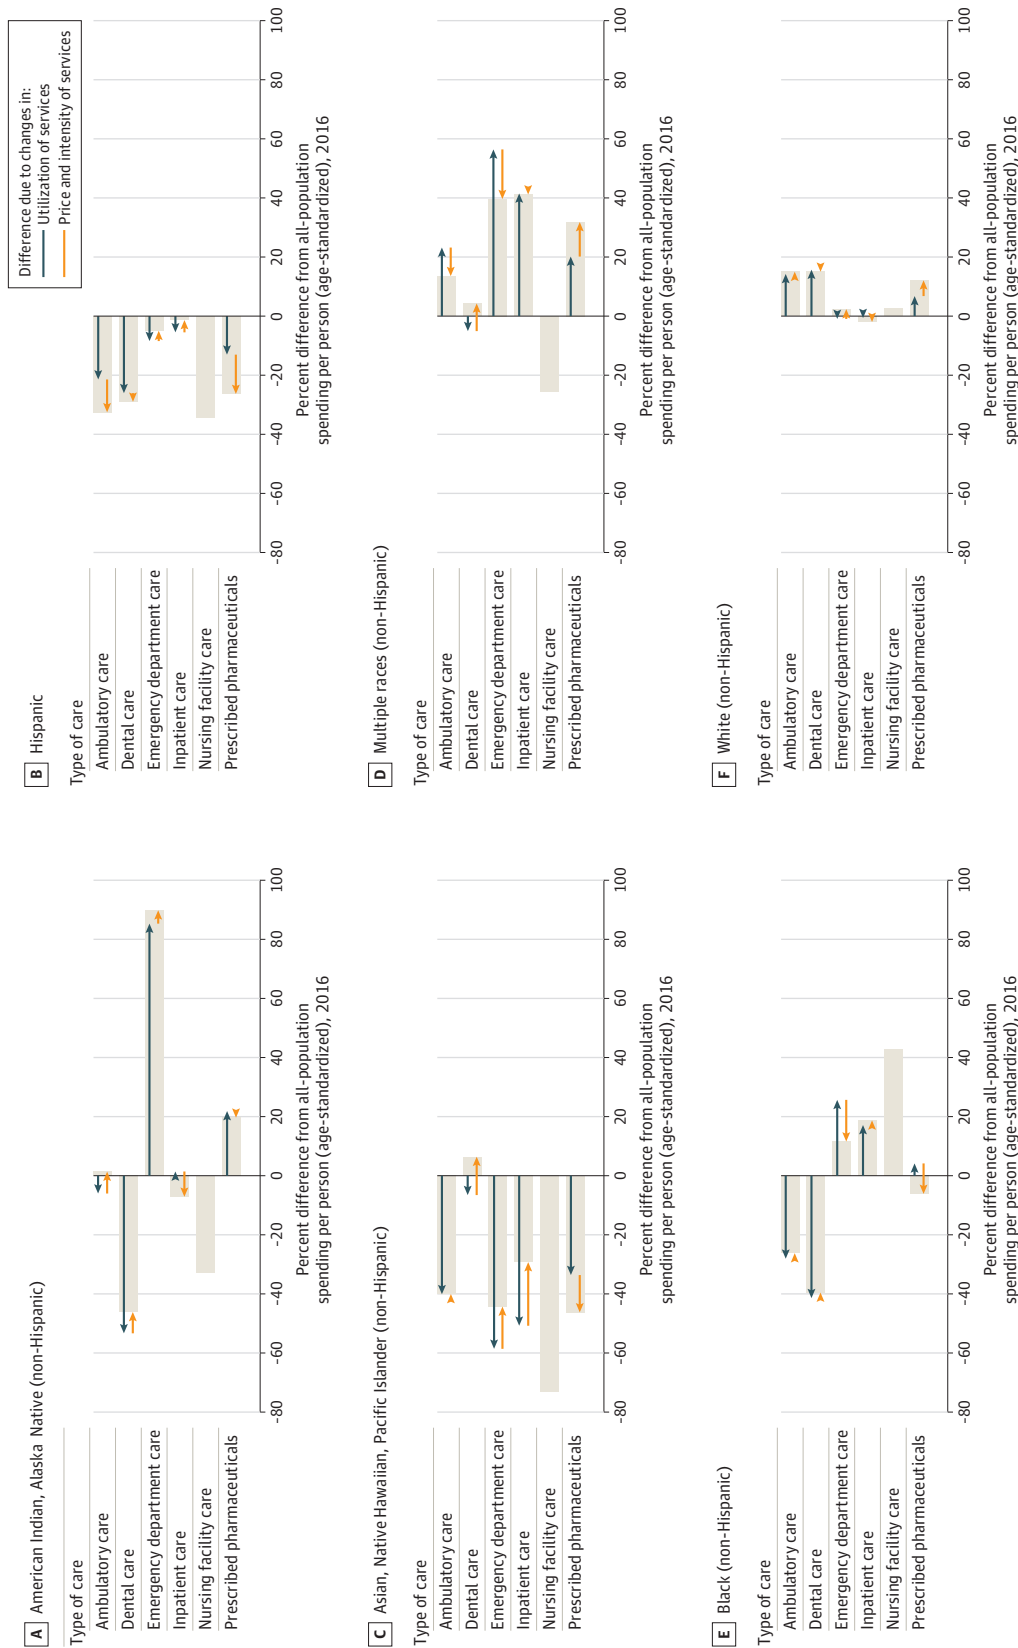 Difference due to changes in:
Utilization of services
Price and intensity of services
A American Indian, Alaska Native (non-Hispanic)
Type of care
Ambulatory care
Dental care
Emergency department care
Inpatient care
Nursing facility care
Prescribed pharmaceuticals
-80 -60 -40 -20 0 20 40 60 80 100
Percent difference from all-population
spending per person (age-standardized), 2016
B Hispanic
Type of care
Ambulatory care
Dental care
Emergency department care
Inpatient care
Nursing facility care
Prescribed pharmaceuticals
-80 -60 -40 -20 0 20 40 60 80 100
Percent difference from all-population
spending per person (age-standardized), 2016
C Asian, Native Hawaiian, Pacific Islander (non-Hispanic)
Type of care
Ambulatory care
Dental care
Emergency department care
Inpatient care
Nursing facility care
Prescribed pharmaceuticals
-80 -60 -40 -20 0 20 40 60 80 100
Percent difference from all-population
spending per person (age-standardized), 2016
D Multiple races (non-Hispanic)
Type of care
Ambulatory care
Dental care
Emergency department care
Inpatient care
Nursing facility care
Prescribed pharmaceuticals
-80 -60 -40 -20 0 20 40 60 80 100
Percent difference from all-population
spending per person (age-standardized), 2016
E Black (non-Hispanic)
Type of care
Ambulatory care
Dental care
Emergency department care
Inpatient care
Nursing facility care
Prescribed pharmaceuticals
-80 -60 -40 -20 0 20 40 60 80 100
Percent difference from all-population
spending per person (age-standardized), 2016
F White (non-Hispanic)
Type of care
Ambulatory care
Dental care
Emergency department care
Inpatient care
Nursing facility care
Prescribed pharmaceuticals
-80 -60 -40 -20 0 20 40 60 80 100
Percent difference from all-population
spending per person (age-standardized), 2016